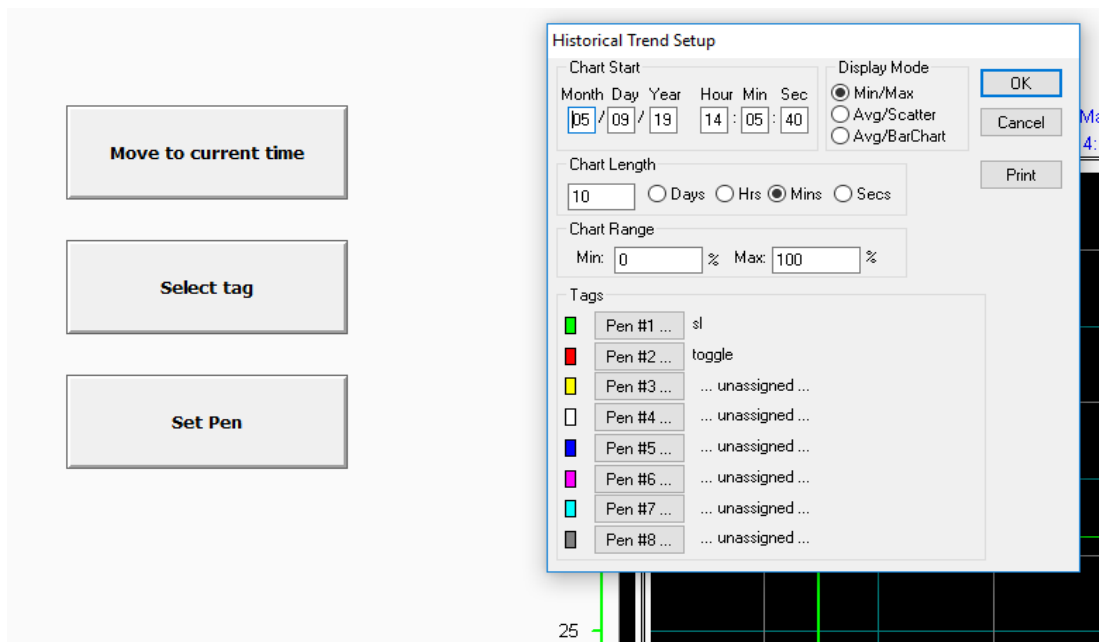 Move to current time
Select tag
Set Pen
Historical Trend Setup
Chart Start
Month Day Year Hour Min Sec
05 / 09 / 19 14 : 05 : 40
Display Mode
Min/Max
Avg/Scatter
Avg/BarChart
OK
Cancel
Print
Chart Length
10 Days Hrs Mins Secs
Chart Range
Min: 0 % Max: 100 %
Tags
Pen #1 ... sl
Pen #2 ... toggle
Pen #3 ... ... unassigned ...
Pen #4 ... ... unassigned ...
Pen #5 ... ... unassigned ...
Pen #6 ... ... unassigned ...
Pen #7 ... ... unassigned ...
Pen #8 ... ... unassigned ...
Ma
4:
25